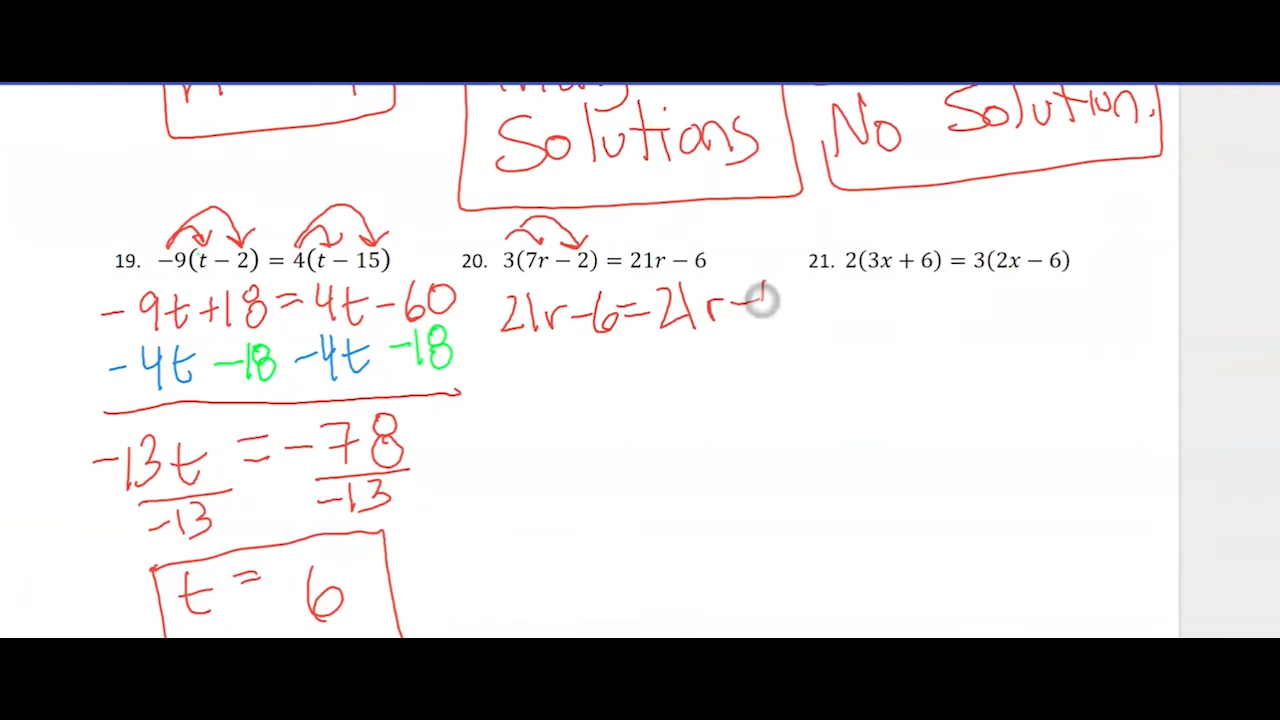 Solutions
No Solution.
19. −9(t − 2) = 4(t − 15)
-9t+18=4t-60
-4t -18 -4t -18
-13t = -78
-13 -13
t = 6
20. 3(7r − 2) = 21r − 6
21r-6=21r-
21. 2(3x + 6) = 3(2x − 6)